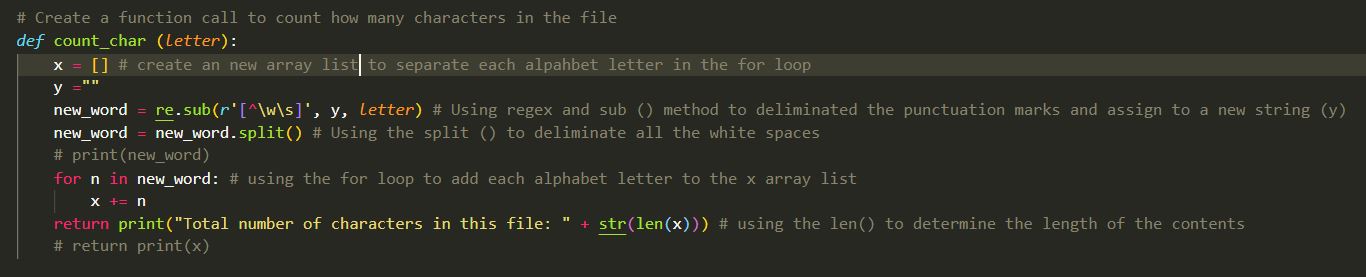 # Create a function call to count how many characters in the file
def count_char (letter):
x = [] # create an new array list to separate each alpahbet letter in the for loop
y =""
new_word = re.sub(r'[^\w\s]', y, letter) # Using regex and sub () method to deliminated the punctuation marks and assign to a new string (y)
new_word = new_word.split() # Using the split () to deliminate all the white spaces
# print(new_word)
for n in new_word: # using the for loop to add each alphabet letter to the x array list
x += n
return print("Total number of characters in this file: " + str(len(x))) # using the len() to determine the length of the contents
# return print(x)